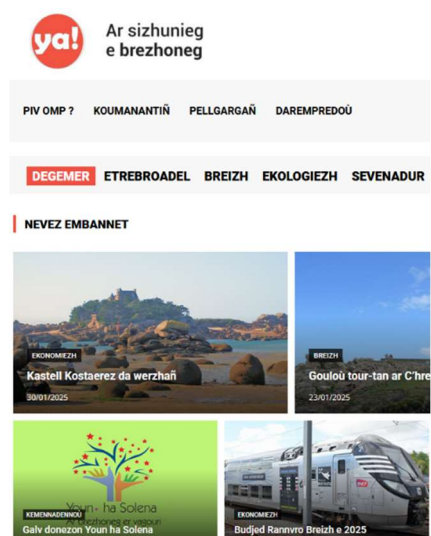 ya!
Ar sizhunieg
e brezhoneg
PIV OMP ?
KOUMANANTIÑ
PELLGARGAÑ
DAREMPREDOÙ
DEGEMER
ETREBROADEL
BREIZH
EKOLOGIEZH
SEVENADUR
NEVEZ EMBANNET
EKONOMIEZH
Kastell Kostaerez da werzhañ
30/01/2025
BREIZH
Gouloù tour-tan ar C'hre
23/01/2025
Youn ha Solena
KEMENNADENNOÙ
Galv donezon Youn ha Solena
EKONOMIEZH
Budjed Rannvro Breizh e 2025